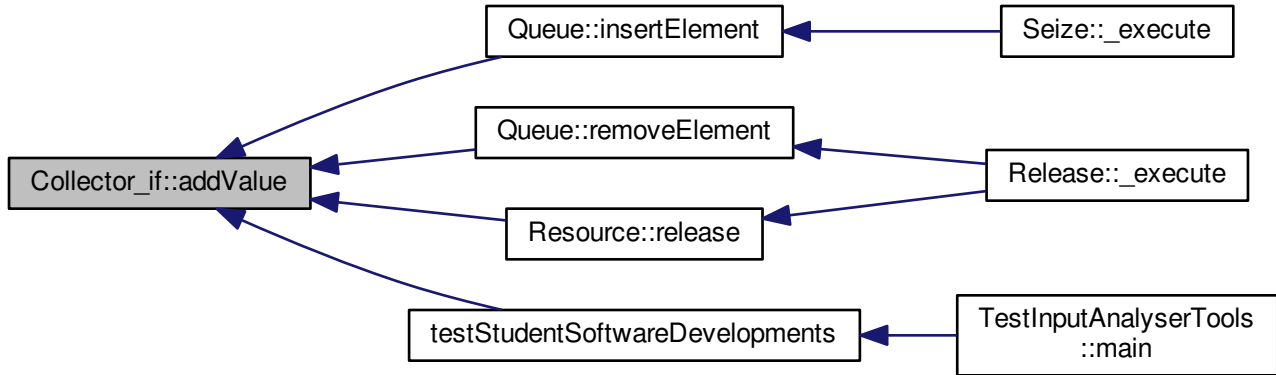 Queue::insertElement
Seize::_execute
Queue::removeElement
Collector_if::addValue
Release::_execute
Resource::release
testStudentSoftwareDevelopments
TestInputAnalyserTools
::main